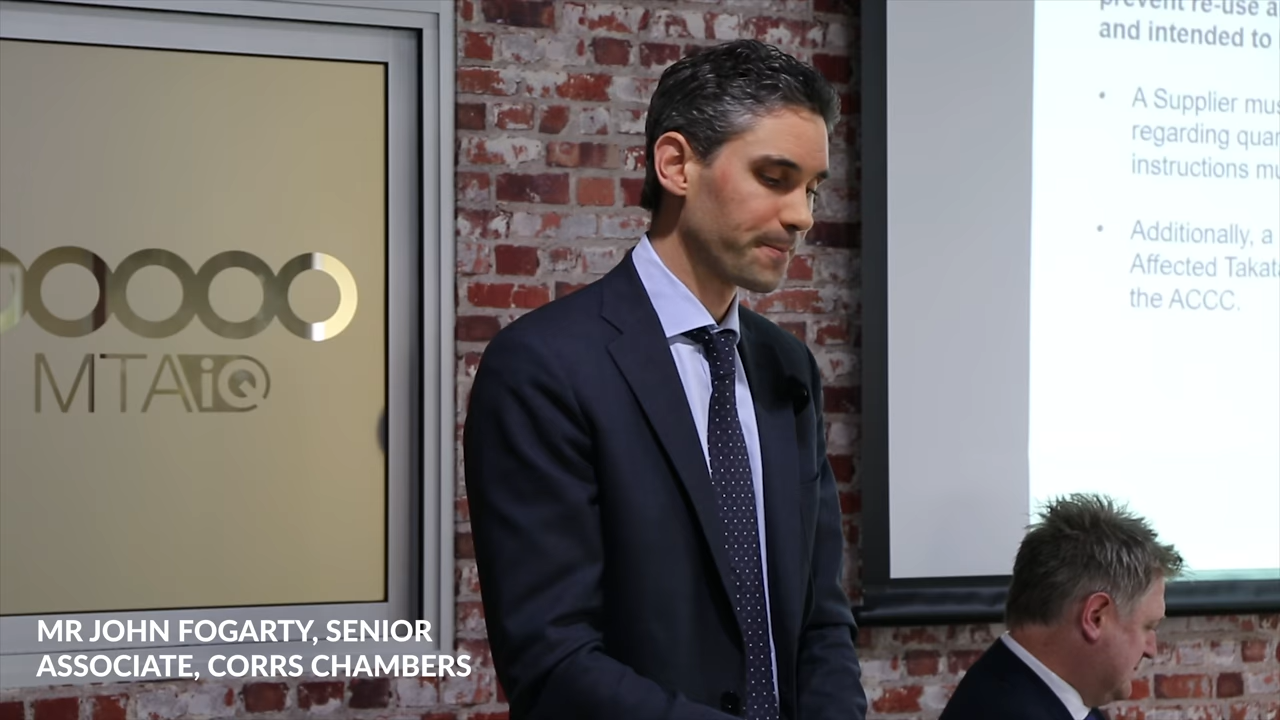 MTAiQ
prevent re-use a
and intended to
• A Supplier mus
regarding qua
instructions mu
• Additionally, a
Affected Takat
the ACCC.
MR JOHN FOGARTY, SENIOR
ASSOCIATE, CORRS CHAMBERS